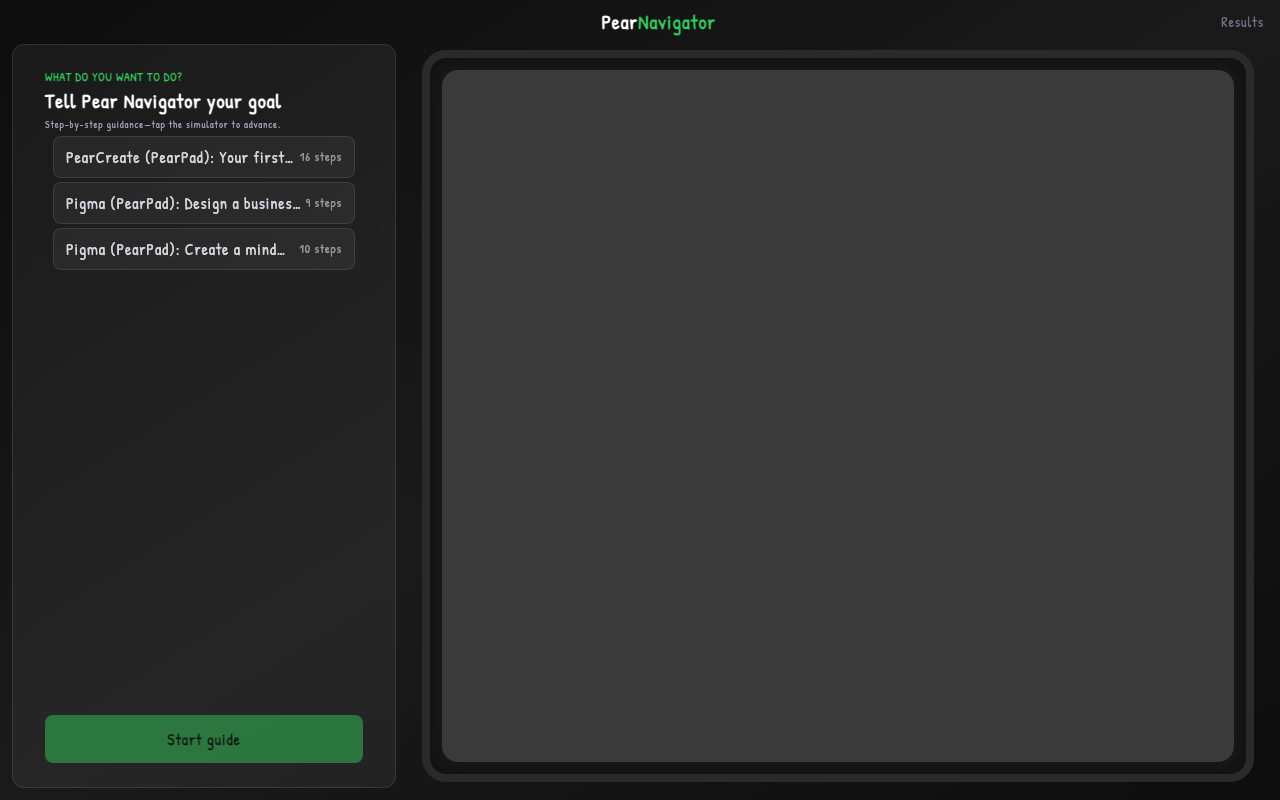 PearNavigator
Results
WHAT DO YOU WANT TO DO?
Tell Pear Navigator your goal
Step-by-step guidance—tap the simulator to advance.
PearCreate (PearPad): Your first… 16 steps
Pigma (PearPad): Design a busines… 9 steps
Pigma (PearPad): Create a mind… 10 steps
Start guide